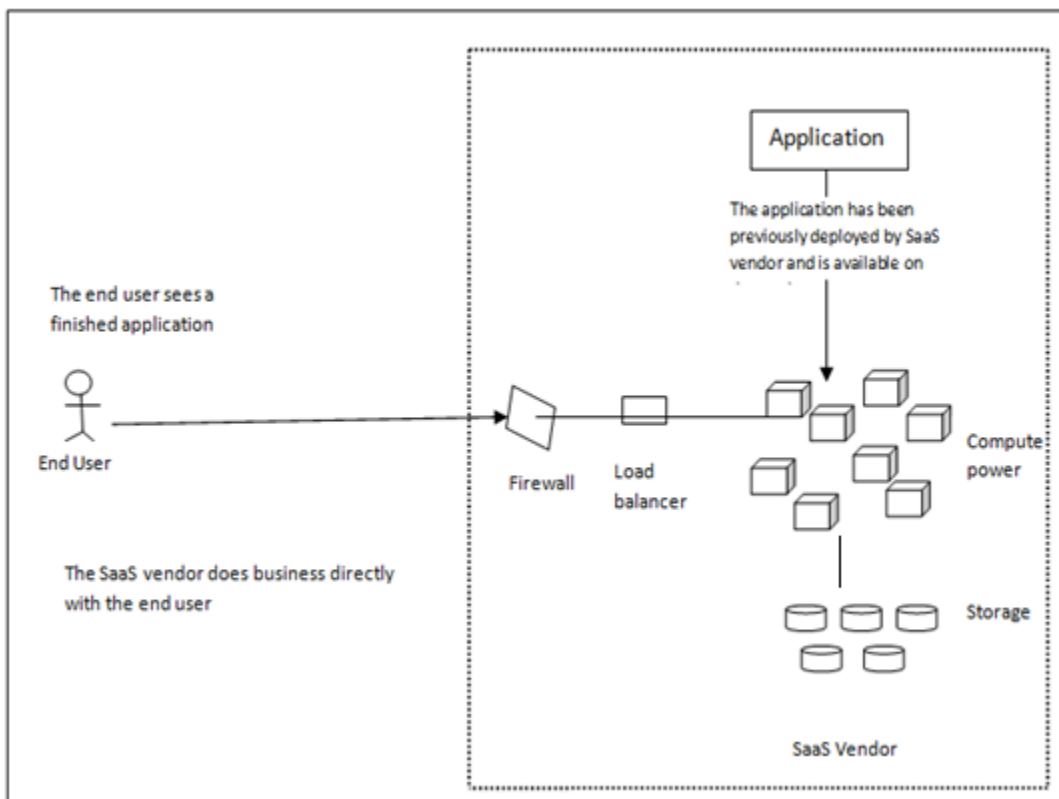 Application
The application has been
previously deployed by SaaS
vendor and is available on
The end user sees a
finished application
End User
Firewall
Load
balancer
Compute
power
The SaaS vendor does business directly
with the end user
Storage
SaaS Vendor